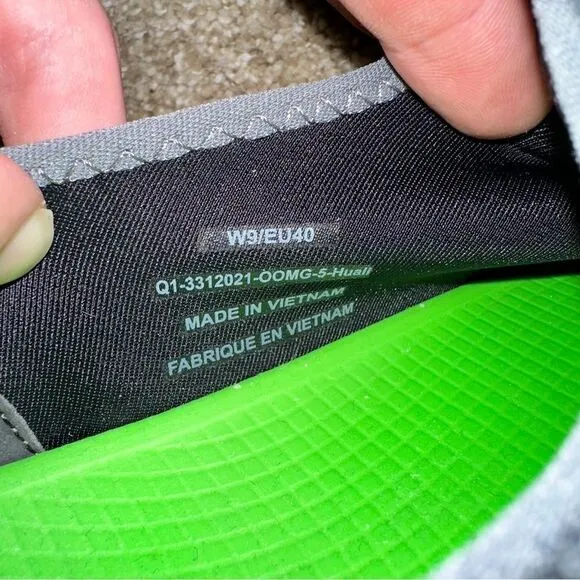 W9/EU40
Q1-3312021-OOMG-5-Huali
MADE IN VIETNAM
FABRIQUE EN VIETNAM